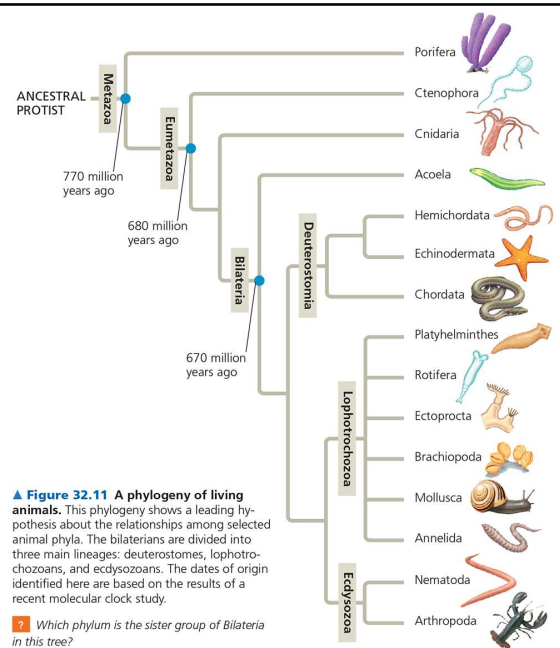 Porifera
Ctenophora
Cnidaria
Acoela
Hemichordata
Echinodermata
Chordata
Platyhelminthes
Rotifera
Ectoprocta
Brachiopoda
Mollusca
Annelida
Nematoda
Arthropoda
ANCESTRAL
PROTIST
Metazoa
Eumetazoa
Bilateria
Deuterostomia
Lophotrochozoa
Ecdysozoa
770 million
years ago
680 million
years ago
670 million
years ago
▲ Figure 32.11 A phylogeny of living
animals. This phylogeny shows a leading hy-
pothesis about the relationships among selected
animal phyla. The bilaterians are divided into
three main lineages: deuterostomes, lophotro-
chozoans, and ecdysozoans. The dates of origin
identified here are based on the results of a
recent molecular clock study.
? Which phylum is the sister group of Bilateria
in this tree?